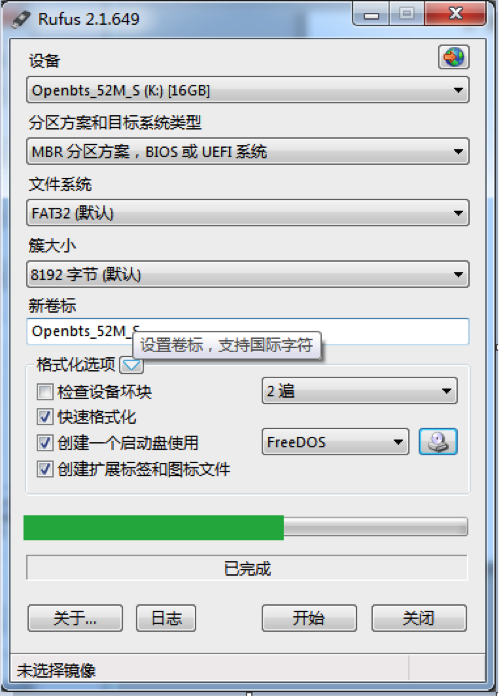 Rufus 2.1.649
设备
Openbts_52M_S (K:) [16GB]
分区方案和目标系统类型
MBR 分区方案，BIOS 或 UEFI 系统
文件系统
FAT32 (默认)
簇大小
8192 字节 (默认)
新卷标
Openbts_52M_S
设置卷标，支持国际字符
格式化选项
检查设备坏块
2 遍
快速格式化
创建一个启动盘使用
FreeDOS
创建扩展标签和图标文件
已完成
关于...
日志
开始
关闭
未选择镜像